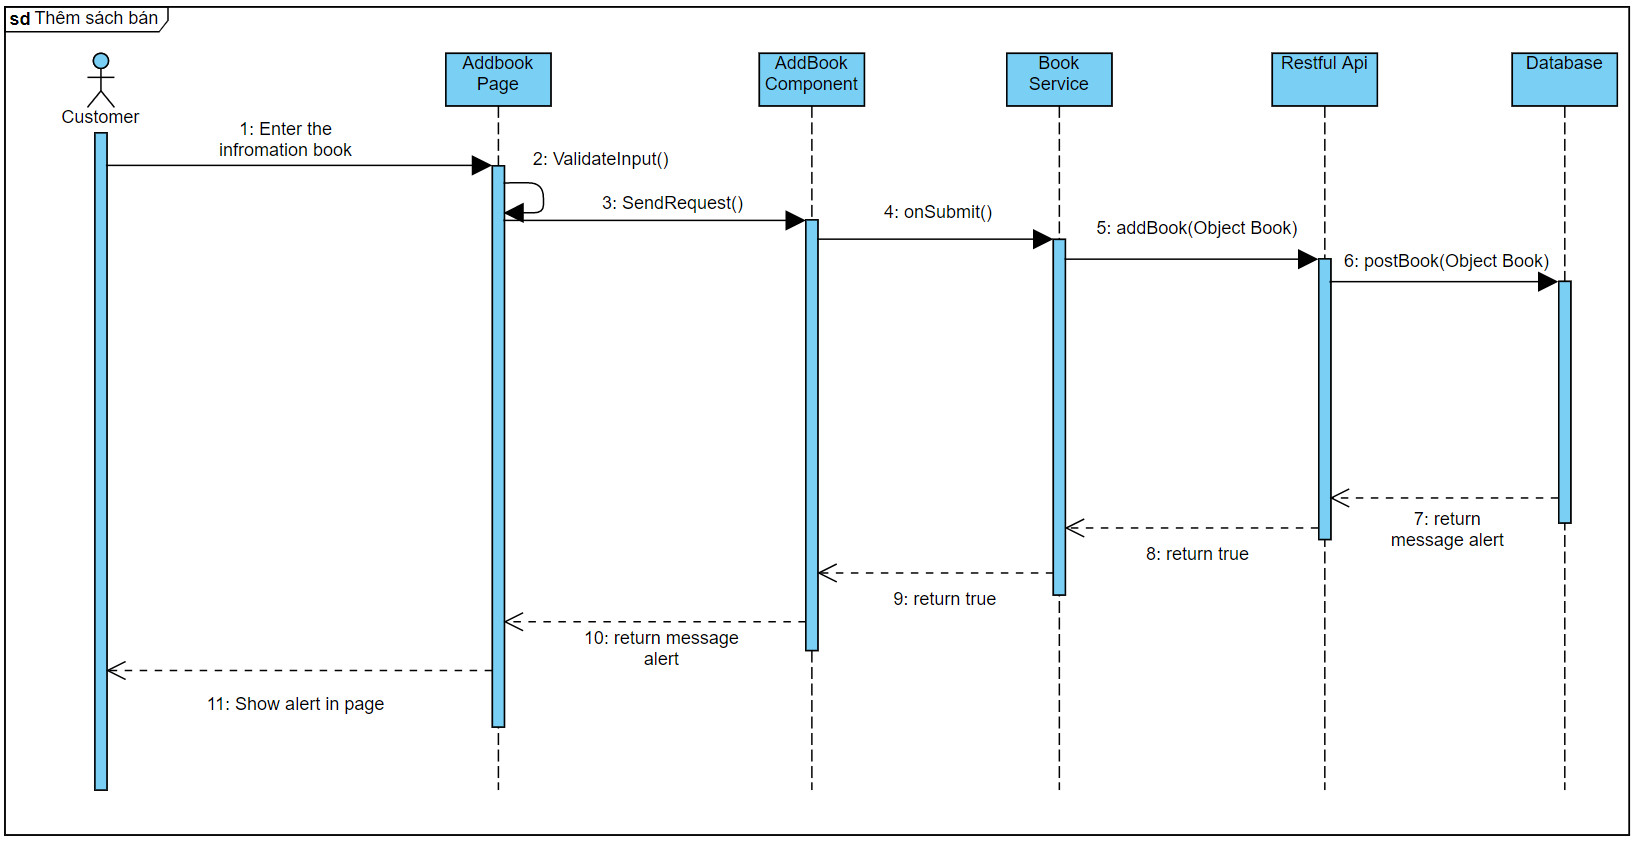 sd Thêm sách bán
Customer
Addbook
Page
AddBook
Component
Book
Service
Restful Api
Database
1: Enter the
infromation book
2: ValidateInput()
3: SendRequest()
4: onSubmit()
5: addBook(Object Book)
6: postBook(Object Book)
7: return
message alert
8: return true
9: return true
10: return message
alert
11: Show alert in page